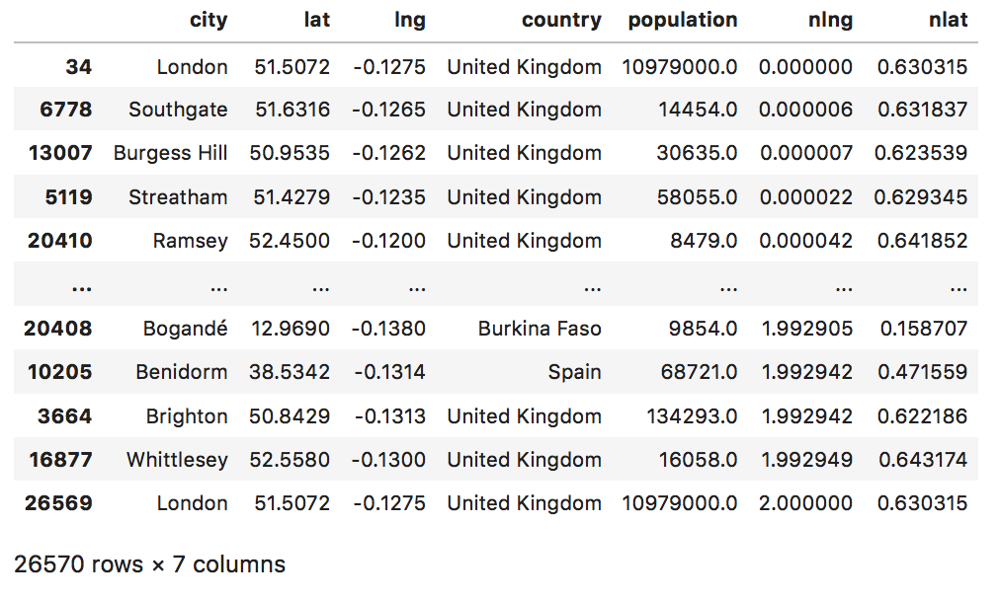 city lat lng country population nlng nlat
34 London 51.5072 -0.1275 United Kingdom 10979000.0 0.000000 0.630315
6778 Southgate 51.6316 -0.1265 United Kingdom 14454.0 0.000006 0.631837
13007 Burgess Hill 50.9535 -0.1262 United Kingdom 30635.0 0.000007 0.623539
5119 Streatham 51.4279 -0.1235 United Kingdom 58055.0 0.000022 0.629345
20410 Ramsey 52.4500 -0.1200 United Kingdom 8479.0 0.000042 0.641852
... ... ... ... ... ... ... ...
20408 Bogandé 12.9690 -0.1380 Burkina Faso 9854.0 1.992905 0.158707
10205 Benidorm 38.5342 -0.1314 Spain 68721.0 1.992942 0.471559
3664 Brighton 50.8429 -0.1313 United Kingdom 134293.0 1.992942 0.622186
16877 Whittlesey 52.5580 -0.1300 United Kingdom 16058.0 1.992949 0.643174
26569 London 51.5072 -0.1275 United Kingdom 10979000.0 2.000000 0.630315
26570 rows × 7 columns